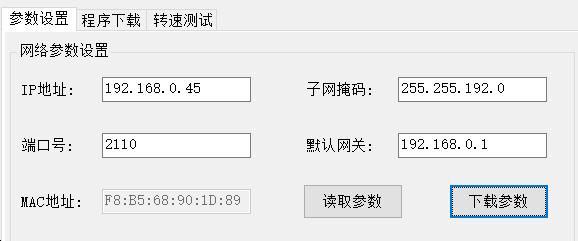 参数设置 程序下载 转速测试
网络参数设置
IP地址: 192.168.0.45 子网掩码: 255.255.192.0
端口号: 2110 默认网关: 192.168.0.1
MAC地址: F8:B5:68:90:1D:89 读取参数 下载参数